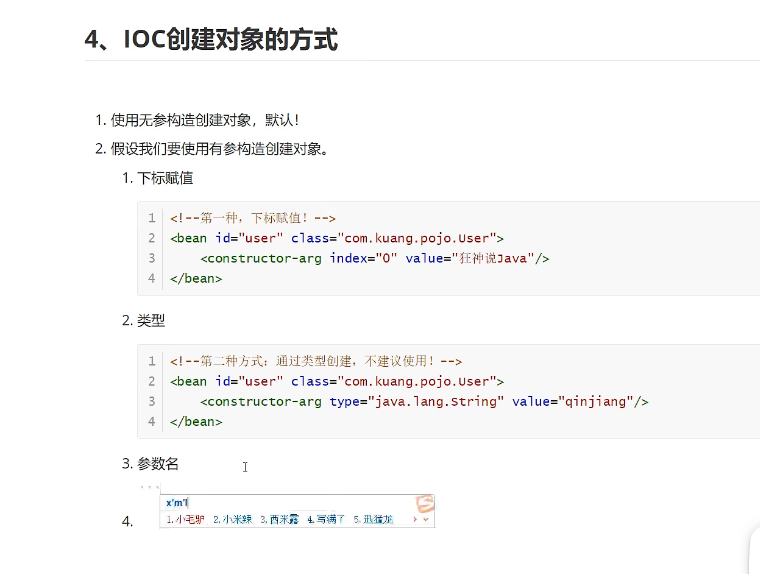 4、IOC创建对象的方式
1. 使用无参构造创建对象，默认！
2. 假设我们要使用有参构造创建对象。
1. 下标赋值
1 <!--第一种，下标赋值！-->
2 <bean id="user" class="com.kuang.pojo.User">
3 <constructor-arg index="0" value="狂神说Java"/>
4 </bean>
2. 类型
1 <!--第二种方式：通过类型创建，不建议使用！-->
2 <bean id="user" class="com.kuang.pojo.User">
3 <constructor-arg type="java.lang.String" value="qinjiang"/>
4 </bean>
3. 参数名
```
x'm'l
1.小毛驴 2.小米辣 3.西米露 4.写满了 5.迅猛龙
4.